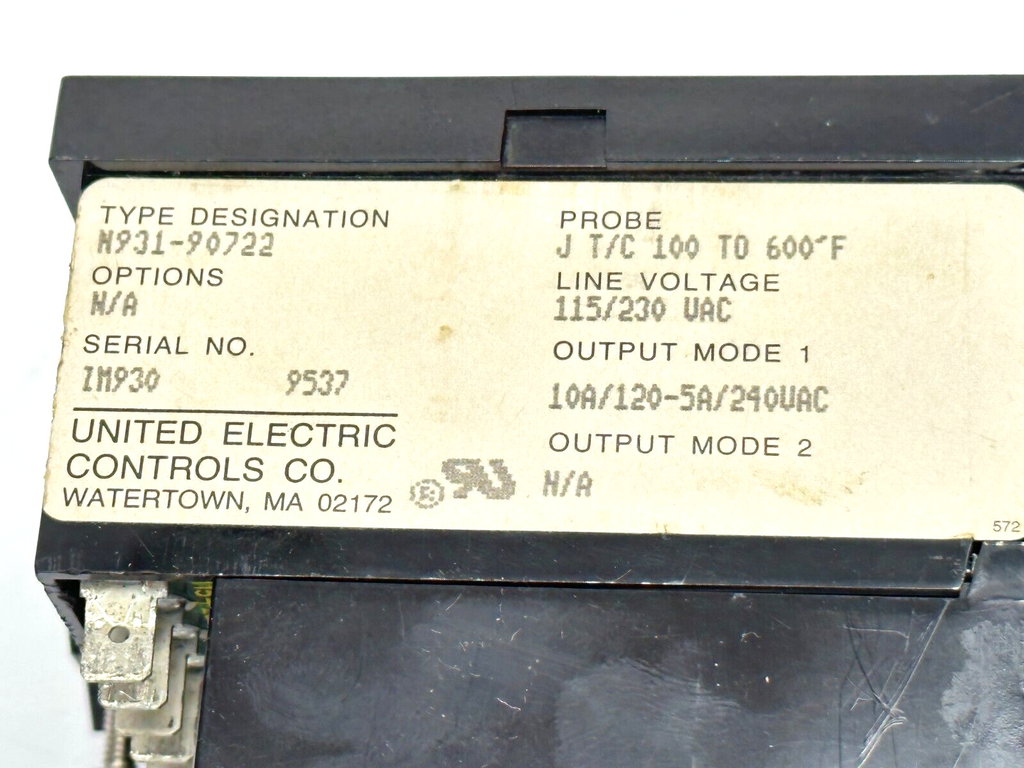 TYPE DESIGNATION
N931-90722
OPTIONS
N/A
SERIAL NO.
IM930 9537
UNITED ELECTRIC
CONTROLS CO.
WATERTOWN, MA 02172
PROBE
J T/C 100 TO 600°F
LINE VOLTAGE
115/230 VAC
OUTPUT MODE 1
10A/120-5A/240VAC
OUTPUT MODE 2
N/A
572